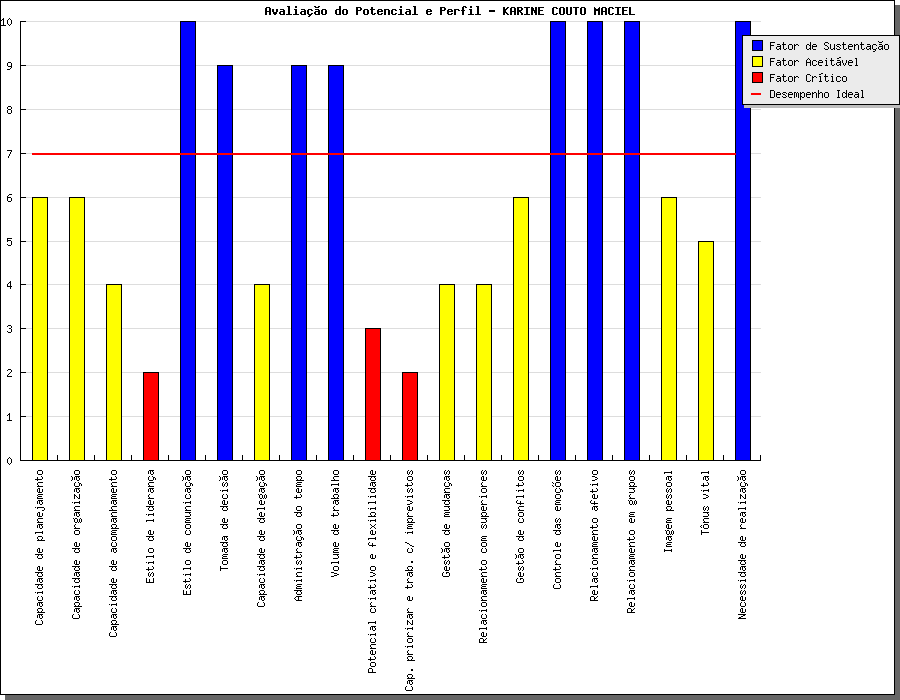 Avaliação do Potencial e Perfil - KARINE COUTO MACIEL
Fator de Sustentação
Fator Aceitável
Fator Crítico
Desempenho Ideal
10
9
8
7
6
5
4
3
2
1
0
Capacidade de planejamento
Capacidade de organização
Capacidade de acompanhamento
Estilo de liderança
Estilo de comunicação
Tomada de decisão
Capacidade de delegação
Administração do tempo
Volume de trabalho
Potencial criativo e flexibilidade
Cap. priorizar e trab. c/ imprevistos
Gestão de mudanças
Relacionamento com superiores
Gestão de conflitos
Controle das emoções
Relacionamento afetivo
Relacionamento em grupos
Imagem pessoal
Tônus vital
Necessidade de realização